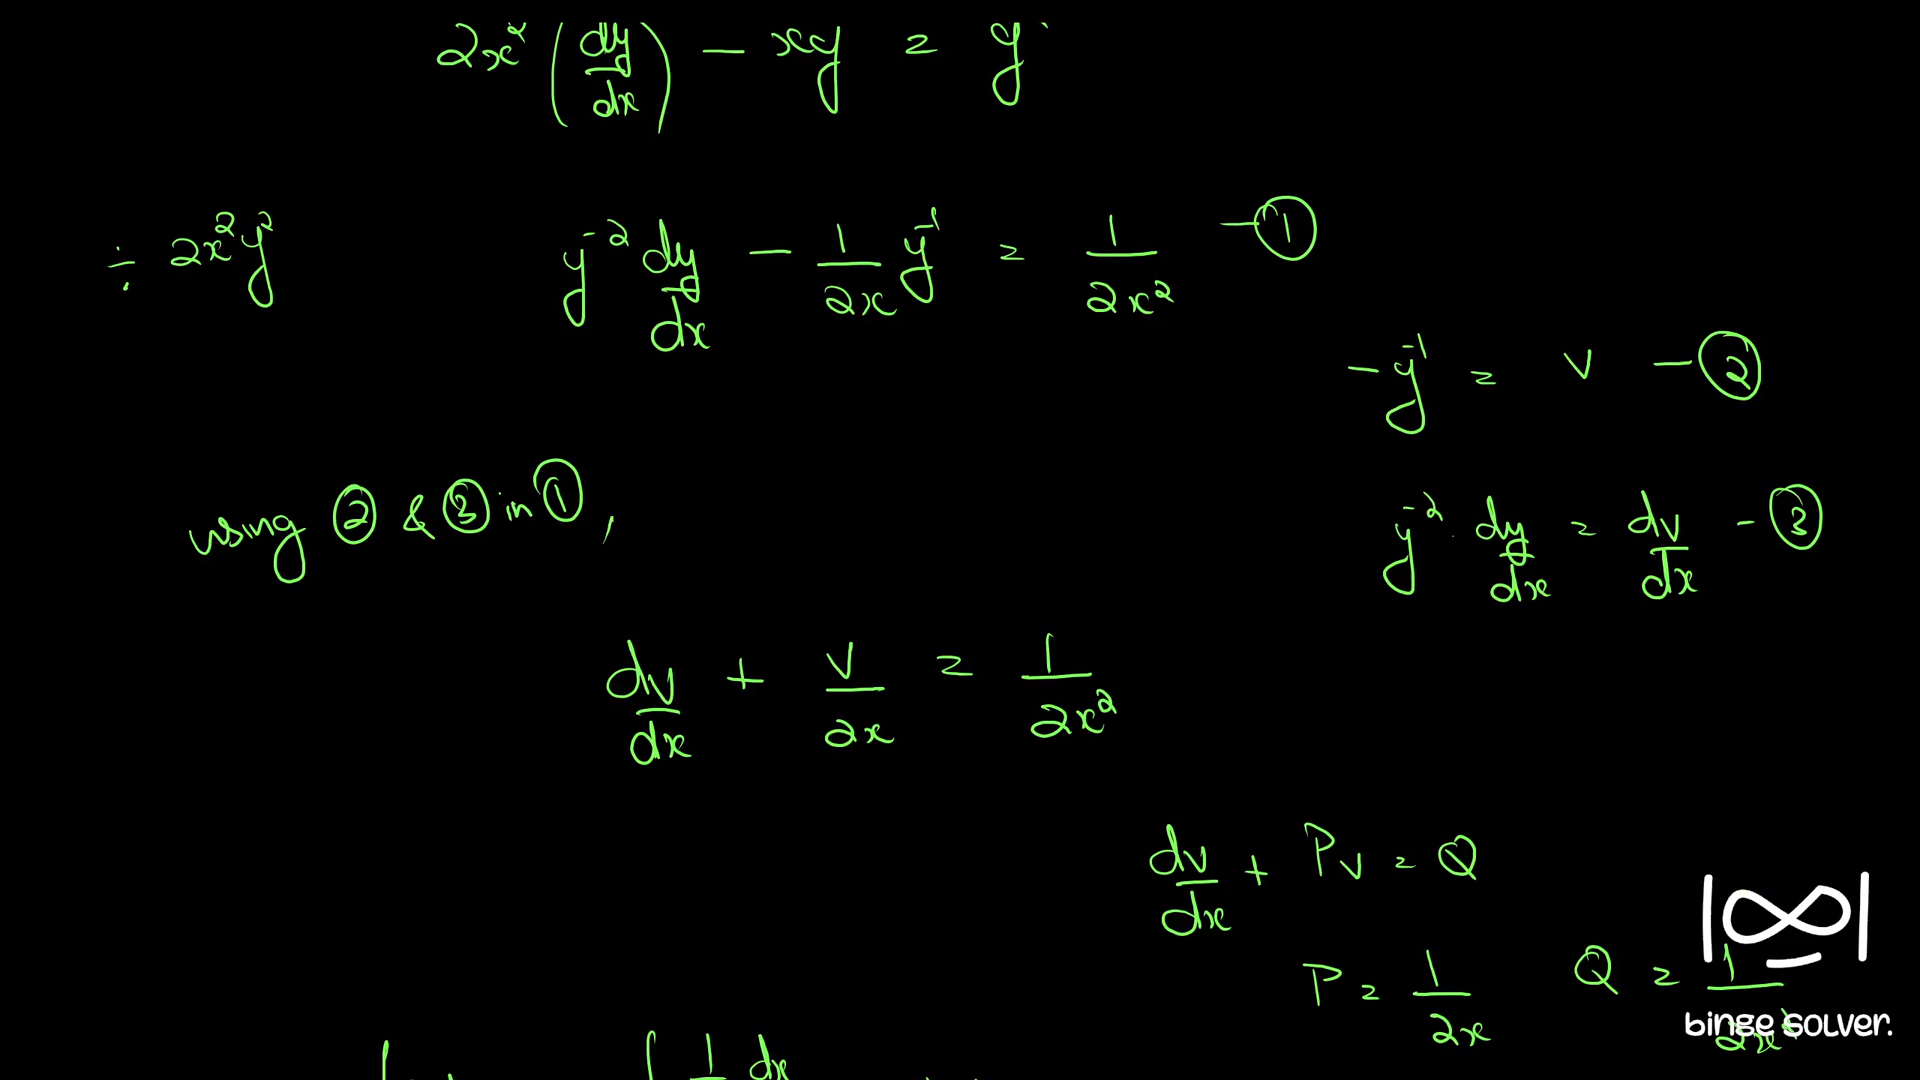 2x² (dy/dx) − xy = y
÷ 2x²y² y⁻² dy/dx − 1/2x y⁻¹ = 1/2x² − ①
− y⁻¹ = v − ②
using ② & ③ in ①,
y⁻² · dy/dx = dv/dx − ③
dv/dx + v/2x = 1/2x²
dv/dx + Pv = Q
P = 1/2x Q = 1/2x²
∫ 1 dx
binge solver.